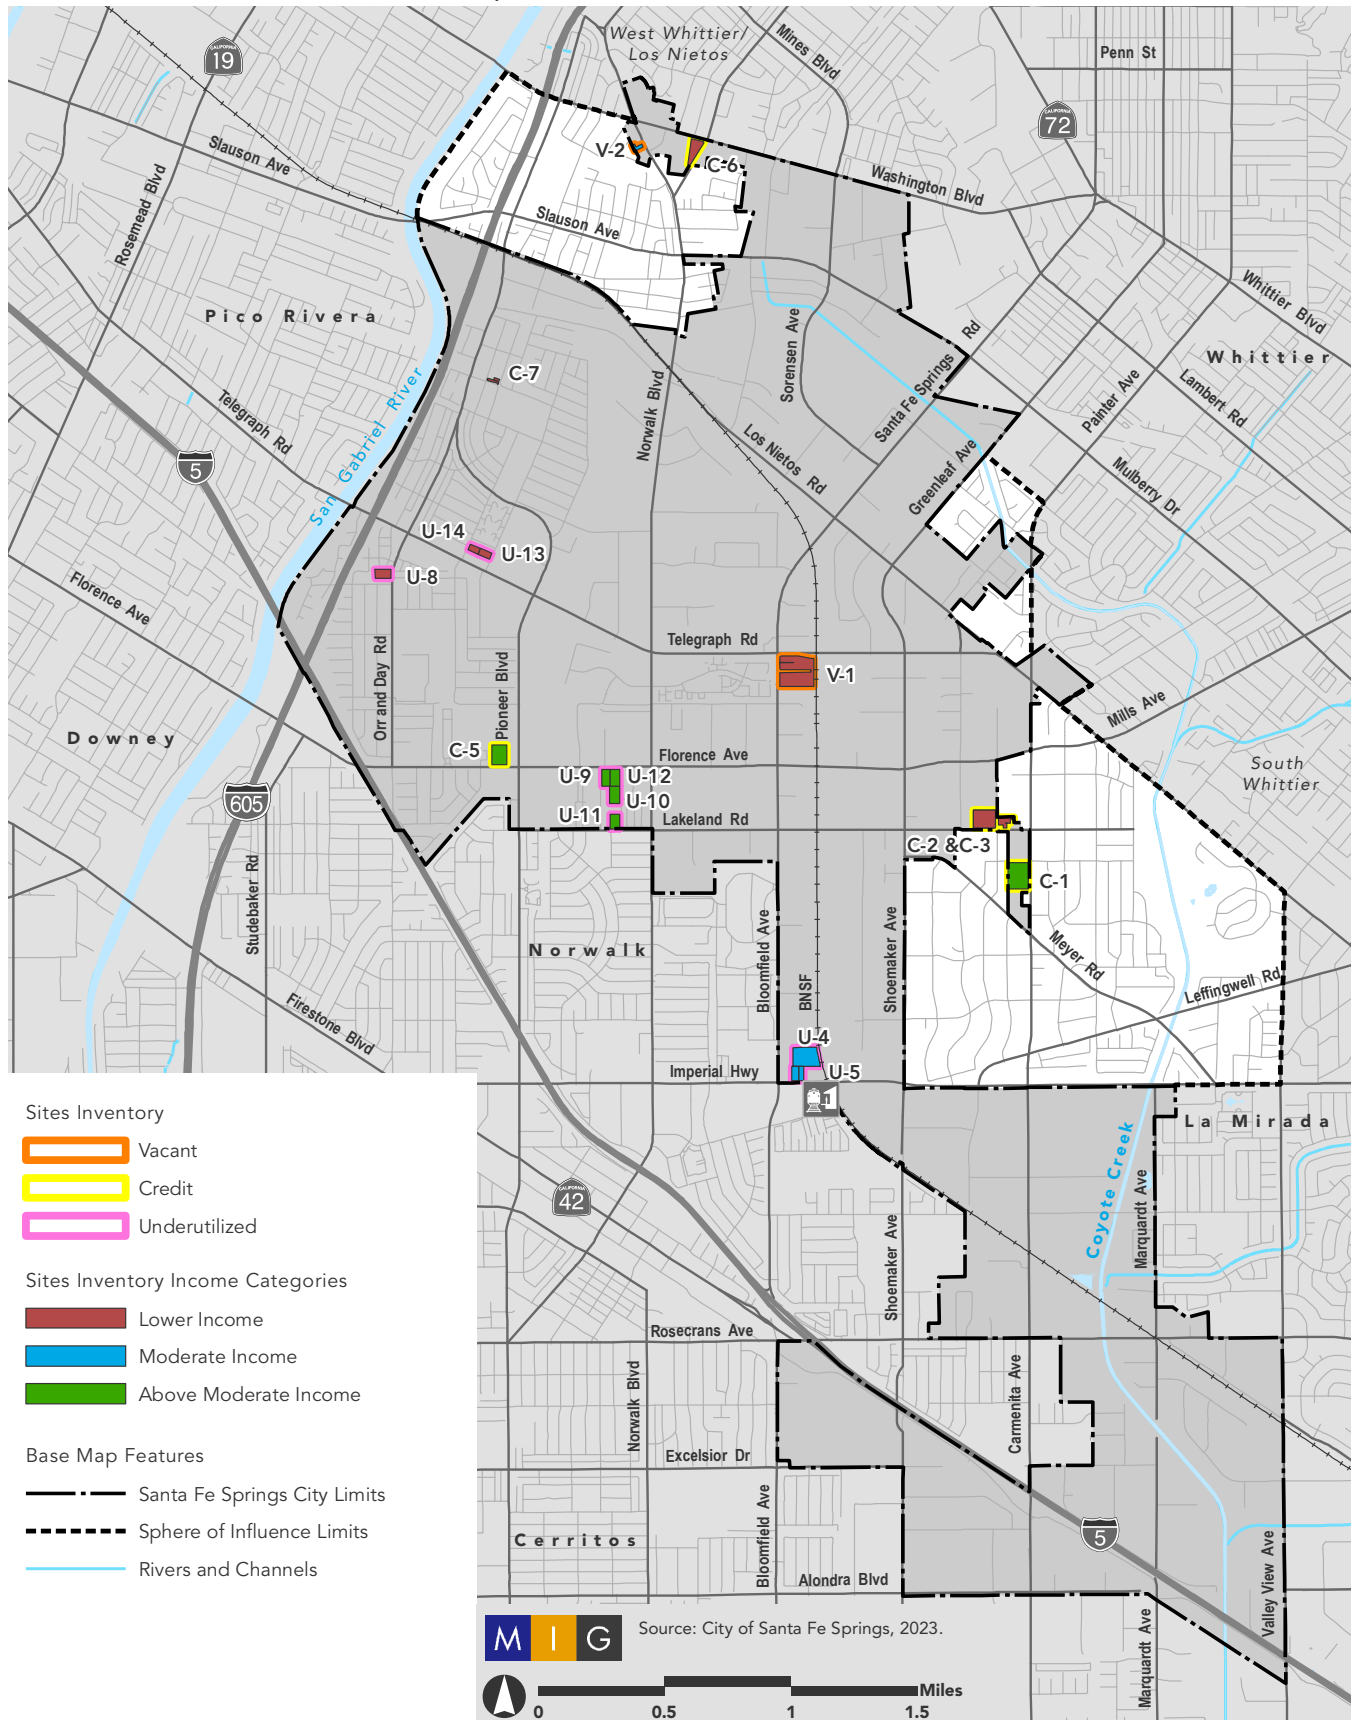 West Whittier/
Los Nietos
Mines Blvd
Penn St
CALIFORNIA
19
CALIFORNIA
72
Slauson Ave
Rosemead Blvd
V-2
C-6
Washington Blvd
Slauson Ave
Whittier Blvd
Pico Rivera
Whittier
Sorensen Ave
Santa Fe Springs Rd
Painter Ave
Lambert Rd
C-7
San Gabriel River
Telegraph Rd
Norwalk Blvd
Los Nietos Rd
Greenleaf Ave
Mulberry Dr
5
U-14
U-13
U-8
Florence Ave
Telegraph Rd
V-1
Orr and Day Rd
Pioneer Blvd
Mills Ave
Downey
C-5
Florence Ave
South
Whittier
U-9
U-12
U-10
U-11
Lakeland Rd
605
C-2 &C-3
C-1
Studebaker Rd
Norwalk
Bloomfield Ave
BNSF
Shoemaker Ave
Meyer Rd
Leffingwell Rd
Firestone Blvd
U-4
U-5
Imperial Hwy
La Mirada
Sites Inventory
Vacant
Credit
Underutilized
Sites Inventory Income Categories
Lower Income
Moderate Income
Above Moderate Income
Base Map Features
Santa Fe Springs City Limits
Sphere of Influence Limits
Rivers and Channels
CALIFORNIA
42
Coyote Creek
Marquardt Ave
Shoemaker Ave
Rosecrans Ave
Norwalk Blvd
Carmenita Ave
Excelsior Dr
Bloomfield Ave
Cerritos
5
Valley View Ave
Alondra Blvd
Marquardt Ave
M I G
Source: City of Santa Fe Springs, 2023.
Miles
0 0.5 1 1.5